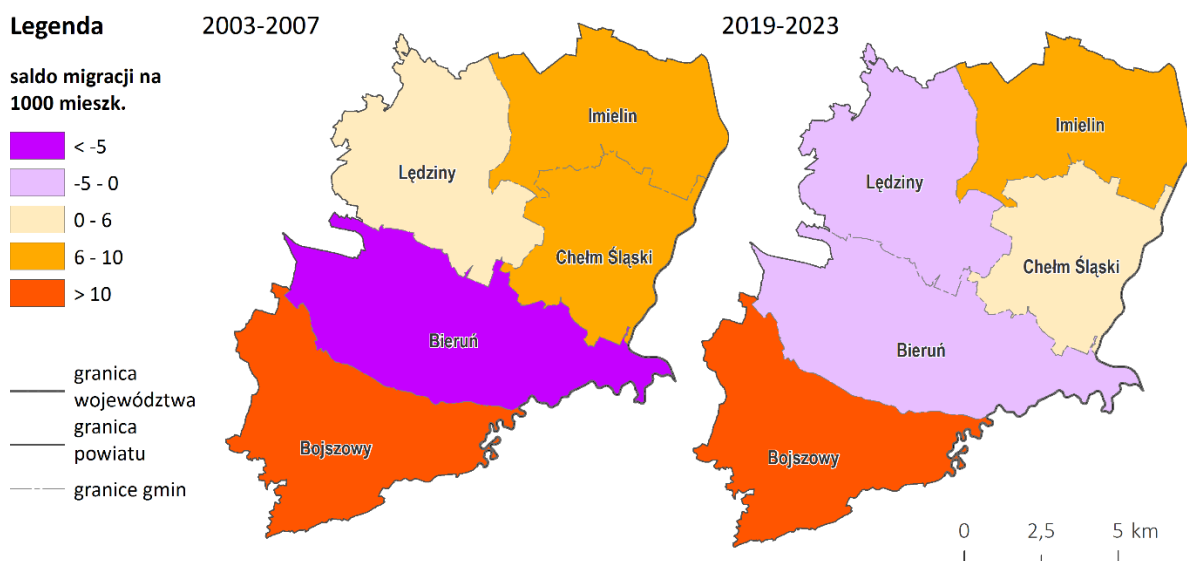 Legenda
saldo migracji na
1000 mieszk.
< -5
-5 - 0
0 - 6
6 - 10
> 10
granica
województwa
granica
powiatu
granice gmin
2003-2007
Imielin
Lędziny
Chełm Śląski
Bieruń
Bojszowy
2019-2023
Imielin
Lędziny
Chełm Śląski
Bieruń
Bojszowy
0 2,5 5 km